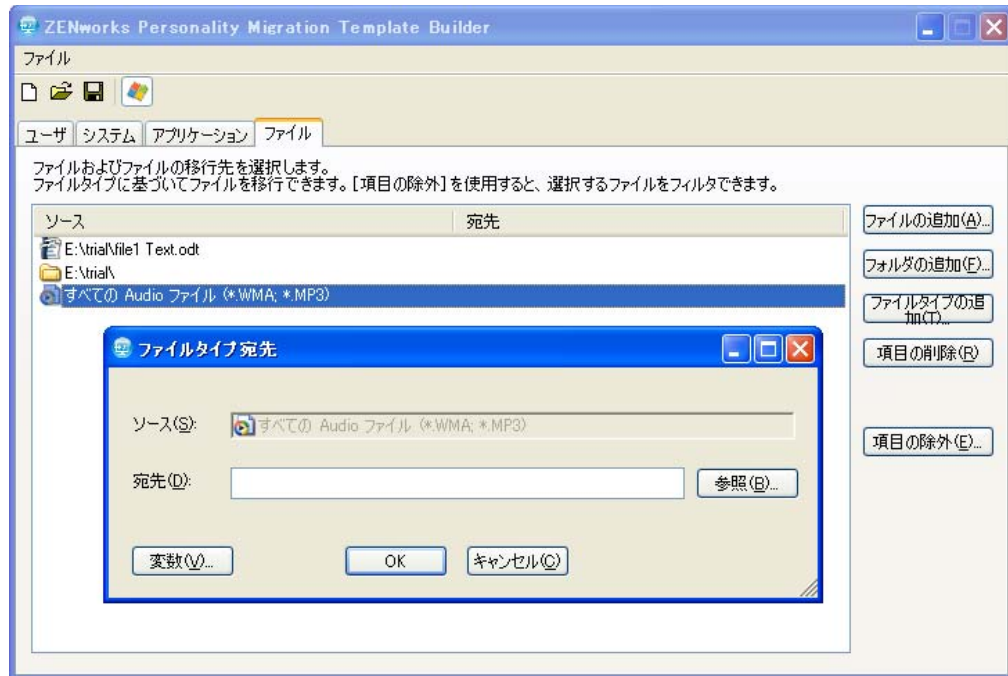 ZENworks Personality Migration Template Builder
ファイル
ユーザ システム アプリケーション ファイル
ファイルおよびファイルの移行先を選択します。
ファイルタイプに基づいてファイルを移行できます。[項目の除外]を使用すると、選択するファイルをフィルタできます。
ソース 宛先
E:\trial\file1 Text.odt
E:\trial\
すべての Audio ファイル (*.WMA; *.MP3)
ファイルの追加(A)...
フォルダの追加(F)...
ファイルタイプの追
加(T)...
項目の削除(R)
項目の除外(E)...
ファイルタイプ宛先
ソース(S): すべての Audio ファイル (*.WMA; *.MP3)
宛先(D): 参照(B)...
変数(V)... OK キャンセル(C)